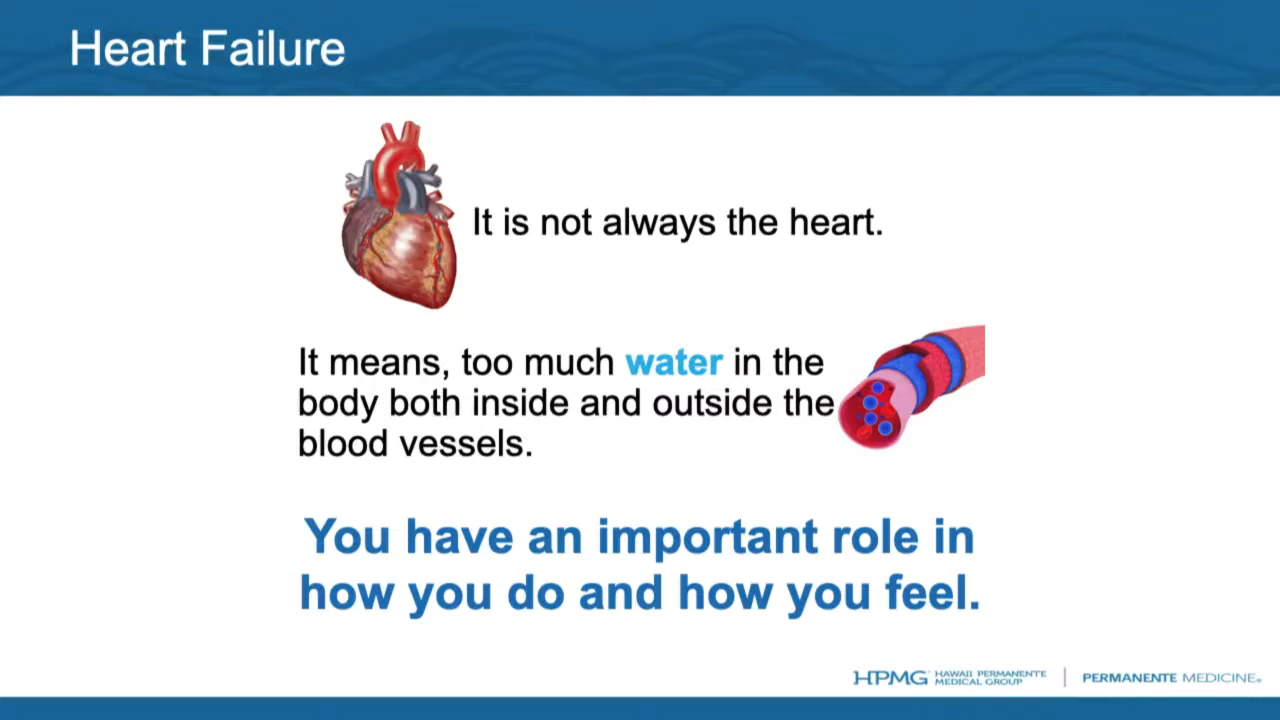 Heart Failure
It is not always the heart.
It means, too much water in the
body both inside and outside the
blood vessels.
You have an important role in
how you do and how you feel.
HPMG HAWAII PERMANENTE
MEDICAL GROUP
PERMANENTE MEDICINE®